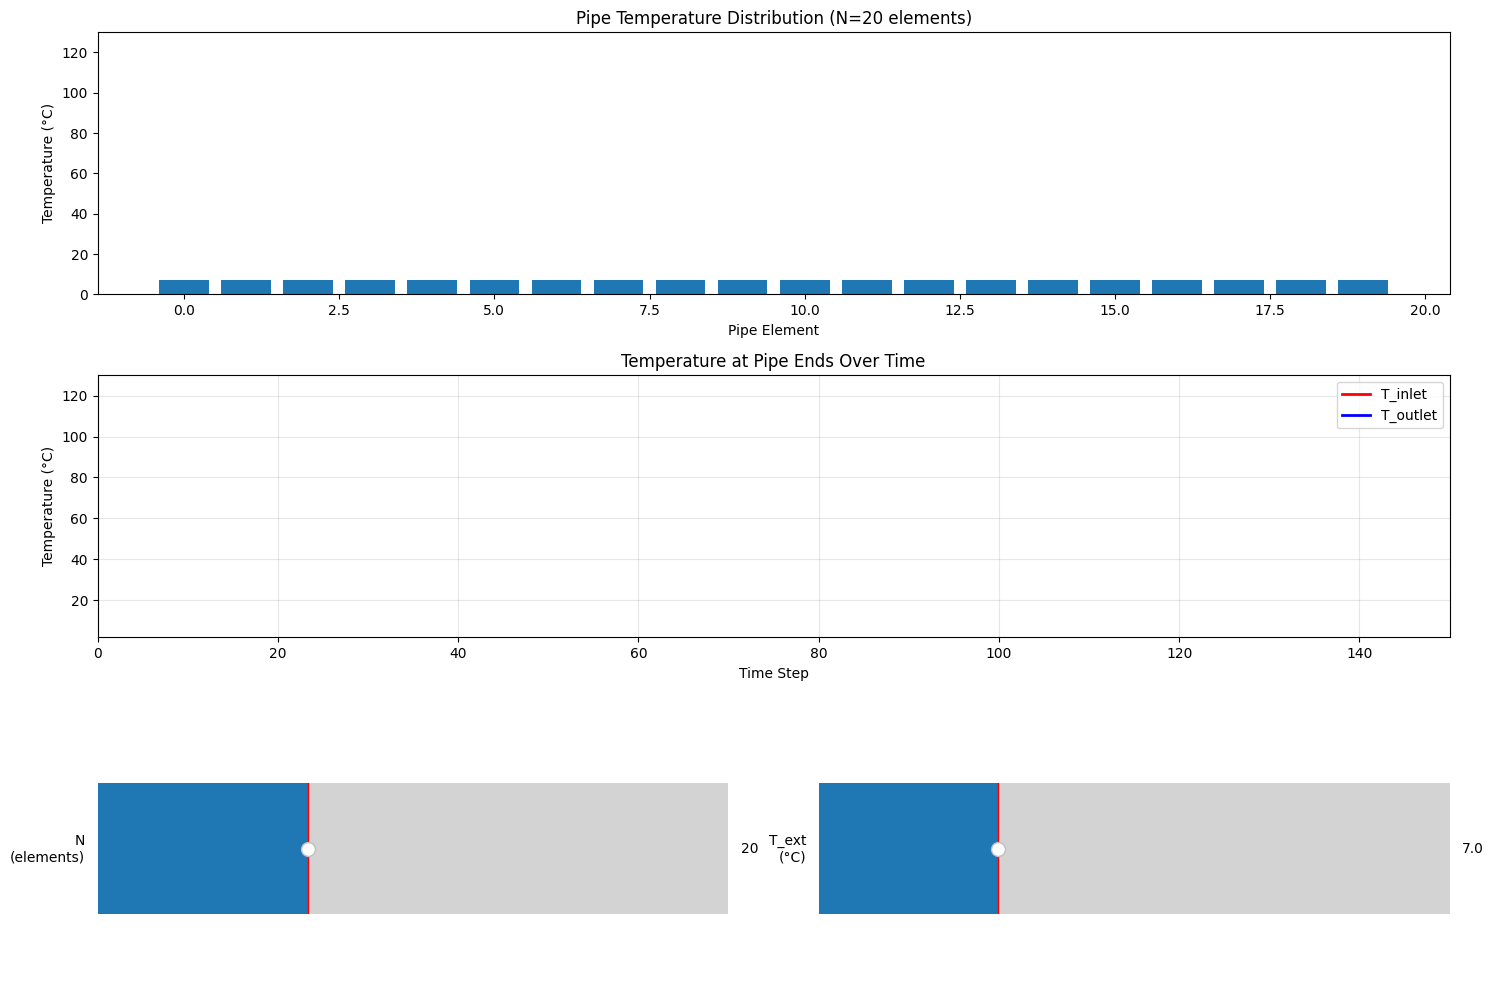 Pipe Temperature Distribution (N=20 elements)
120
100
80
60
40
20
0
Temperature (°C)
0.0 2.5 5.0 7.5 10.0 12.5 15.0 17.5 20.0
Pipe Element
Temperature at Pipe Ends Over Time
T_inlet
T_outlet
120
100
80
60
40
20
Temperature (°C)
0 20 40 60 80 100 120 140
Time Step
N
(elements)
20
T_ext
(°C)
7.0